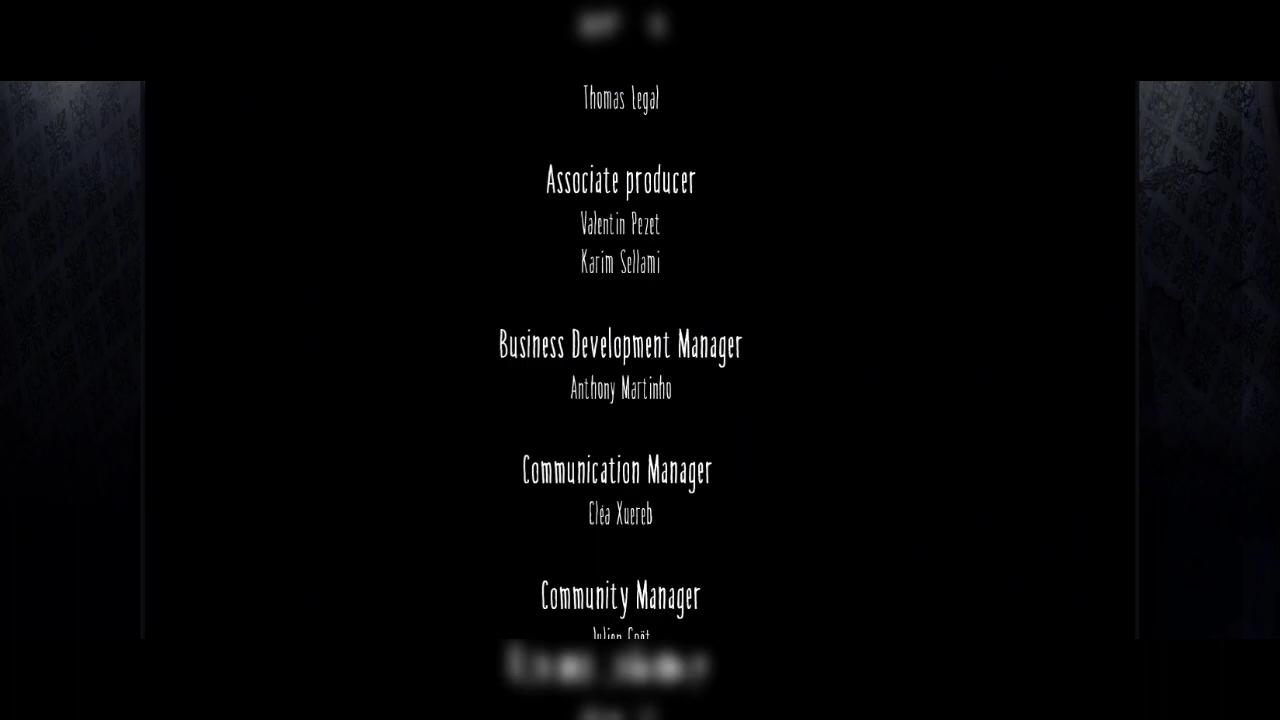 Thomas Legal
Associate producer
Valentin Pezet
Karim Sellami
Business Development Manager
Anthony Martinho
Communication Manager
Cléa Xuereb
Community Manager
Julien